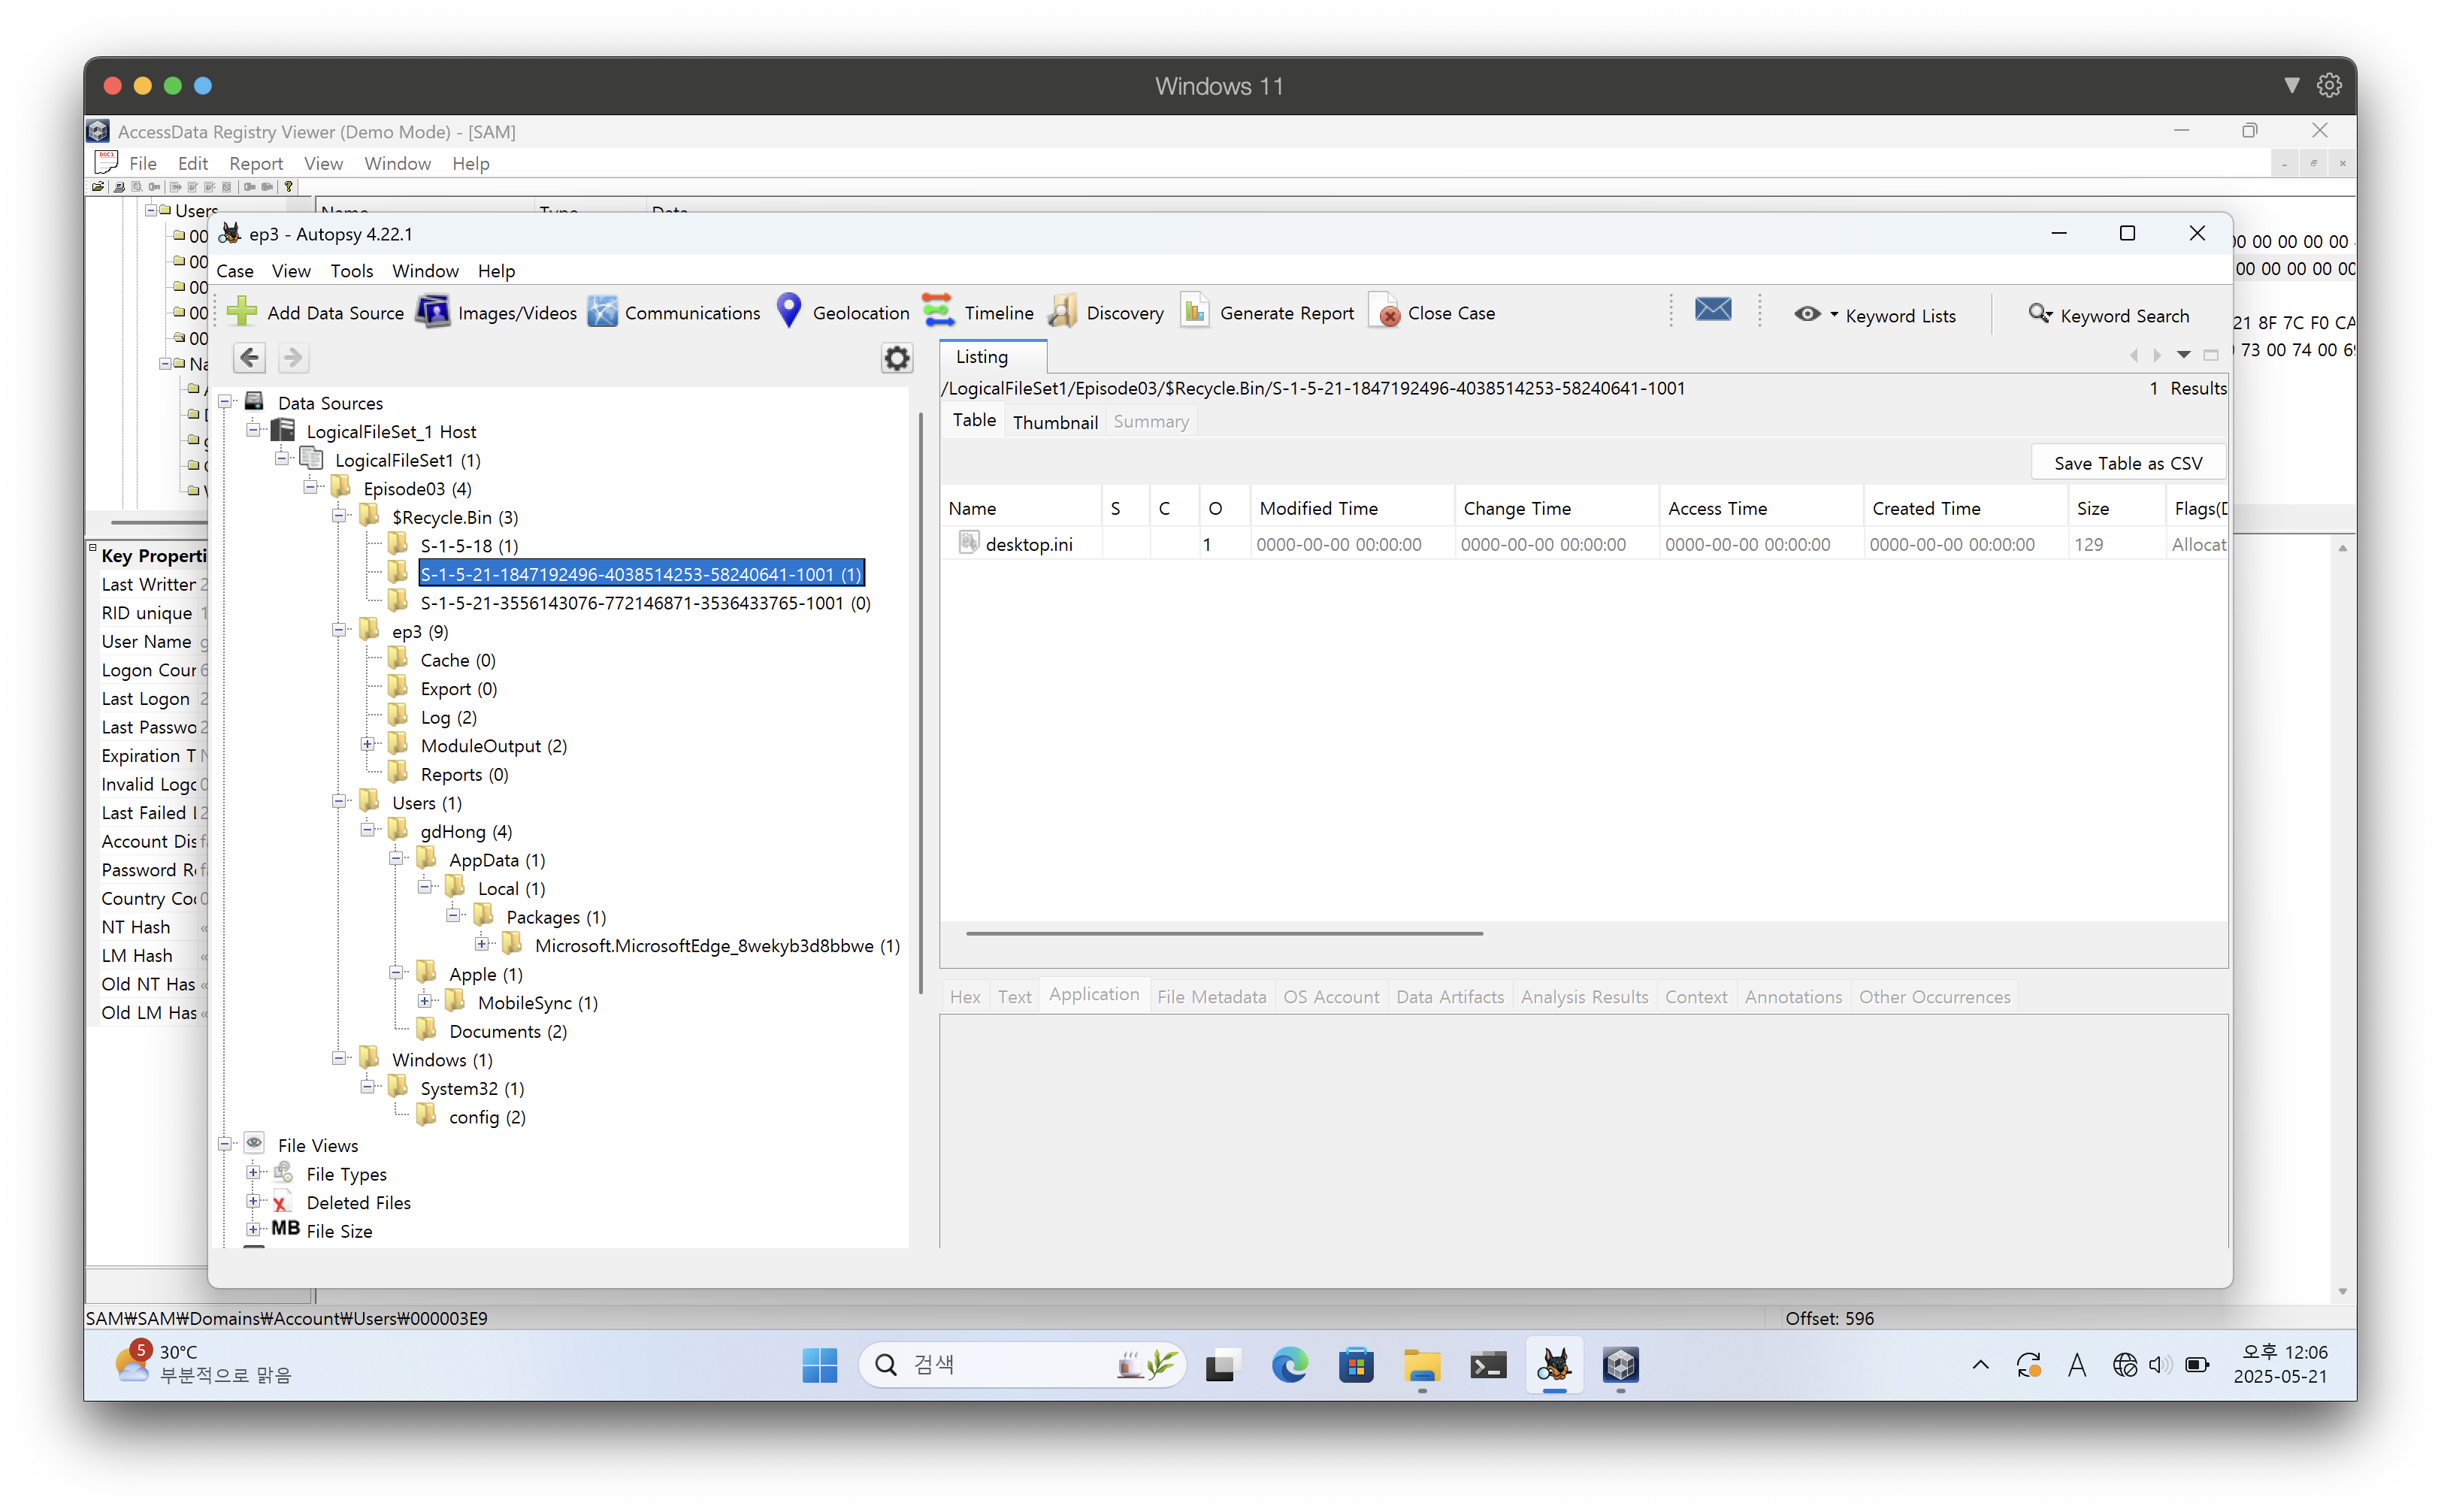 Windows 11
AccessData Registry Viewer (Demo Mode) - [SAM]
File Edit Report View Window Help
Users
Name Type Data
00
00
00
00
00
Na
00 00 00 00
00 00 00 00
21 8F 7C F0 CA
73 00 74 00
Key Properti
Last Writter
RID unique
User Name
Logon Cour
Last Logon
Last Passwo
Expiration T
Invalid Logo
Last Failed
Account Dis
Password R
Country Co
NT Hash
LM Hash
Old NT Has
Old LM Has
ep3 - Autopsy 4.22.1
Case View Tools Window Help
Add Data Source Images/Videos Communications Geolocation Timeline Discovery Generate Report Close Case Keyword Lists Keyword Search
Data Sources
LogicalFileSet_1 Host
LogicalFileSet1 (1)
Episode03 (4)
$Recycle.Bin (3)
S-1-5-18 (1)
S-1-5-21-1847192496-4038514253-58240641-1001 (1)
S-1-5-21-3556143076-772146871-3536433765-1001 (0)
ep3 (9)
Cache (0)
Export (0)
Log (2)
ModuleOutput (2)
Reports (0)
Users (1)
gdHong (4)
AppData (1)
Local (1)
Packages (1)
Microsoft.MicrosoftEdge_8wekyb3d8bbwe (1)
Apple (1)
MobileSync (1)
Documents (2)
Windows (1)
System32 (1)
config (2)
File Views
File Types
Deleted Files
MB File Size
Listing
/LogicalFileSet1/Episode03/$Recycle.Bin/S-1-5-21-1847192496-4038514253-58240641-1001 1 Results
Table Thumbnail Summary
Save Table as CSV
Name S C O Modified Time Change Time Access Time Created Time Size Flags(D
desktop.ini 1 0000-00-00 00:00:00 0000-00-00 00:00:00 0000-00-00 00:00:00 0000-00-00 00:00:00 129 Allocat
Hex Text Application File Metadata OS Account Data Artifacts Analysis Results Context Annotations Other Occurrences
SAM₩SAM₩Domains₩Account₩Users₩000003E9 Offset: 596
5
30°C
부분적으로 맑음
검색
A
오후 12:06
2025-05-21